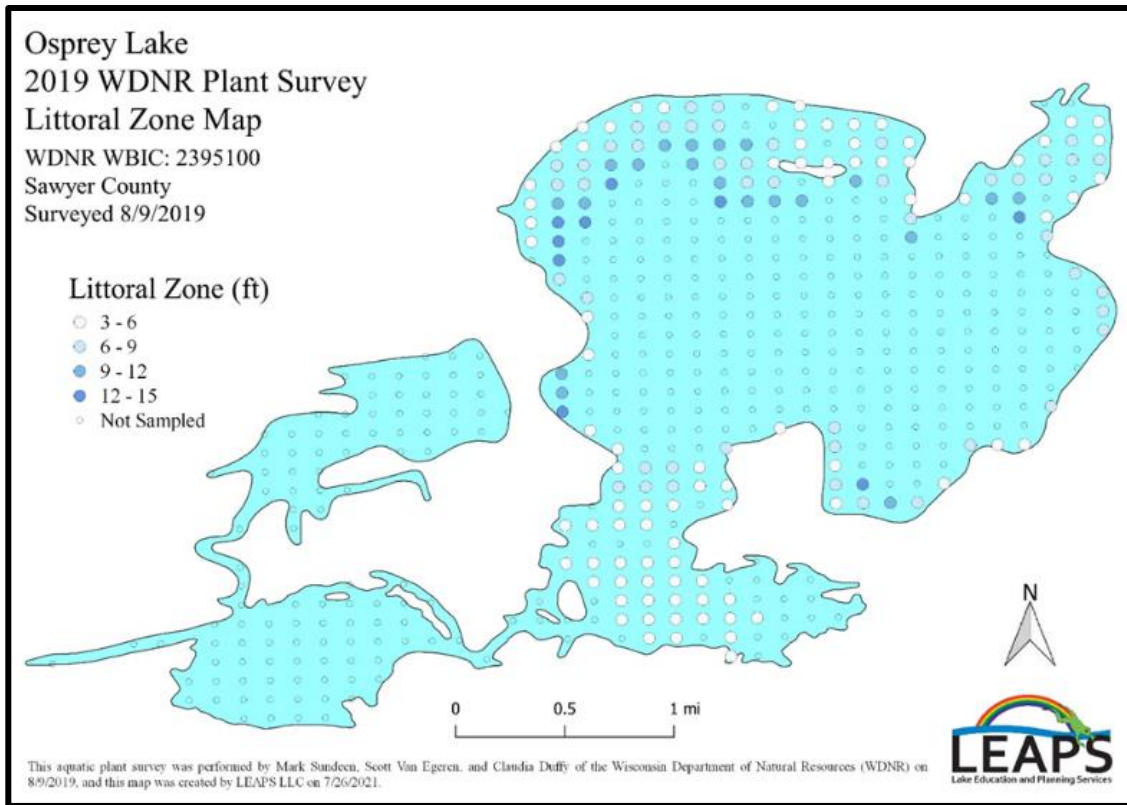 Osprey Lake
2019 WDNR Plant Survey
Littoral Zone Map
WDNR WBIC: 2395100
Sawyer County
Surveyed 8/9/2019
Littoral Zone (ft)
3 - 6
6 - 9
9 - 12
12 - 15
Not Sampled
N
0 0.5 1 mi
LEAPS
Lake Education and Planning Services
This aquatic plant survey was performed by Mark Sundeen, Scott Van Egeren, and Claudia Duffy of the Wisconsin Department of Natural Resources (WDNR) on
8/9/2019, and this map was created by LEAPS LLC on 7/26/2021.